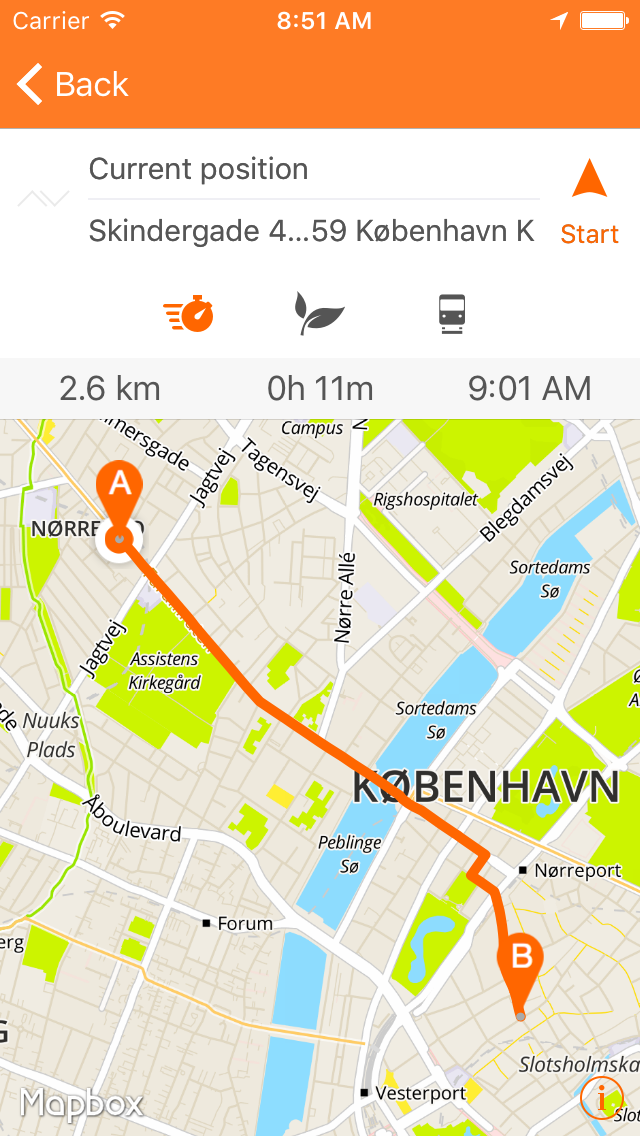 Carrier 8:51 AM
Back
Current position
Skindergade 4...59 København K
Start
2.6 km 0h 11m 9:01 AM
Campus
Jagtvej
Tagensvej
Rigshospitalet
Blegdamsvej
A
Nørre Allé
Sortedams
Sø
Jagtvej
Assistens
Kirkegård
Nuuks
Plads
Sortedams
Sø
KØBENHAVN
Åboulevard
Peblinge
Sø
Nørreport
Forum
B
Slotsholmska
Vesterport
i
Mapbox